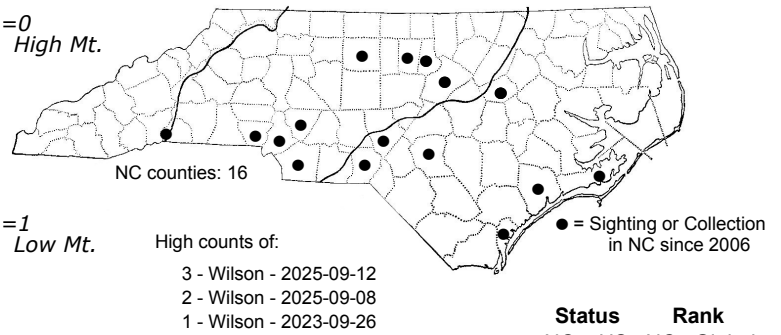 =0
High Mt.
NC counties: 16
=1
Low Mt.
High counts of:
3 - Wilson - 2025-09-12
2 - Wilson - 2025-09-08
1 - Wilson - 2023-09-26
● = Sighting or Collection
in NC since 2006
Status Rank